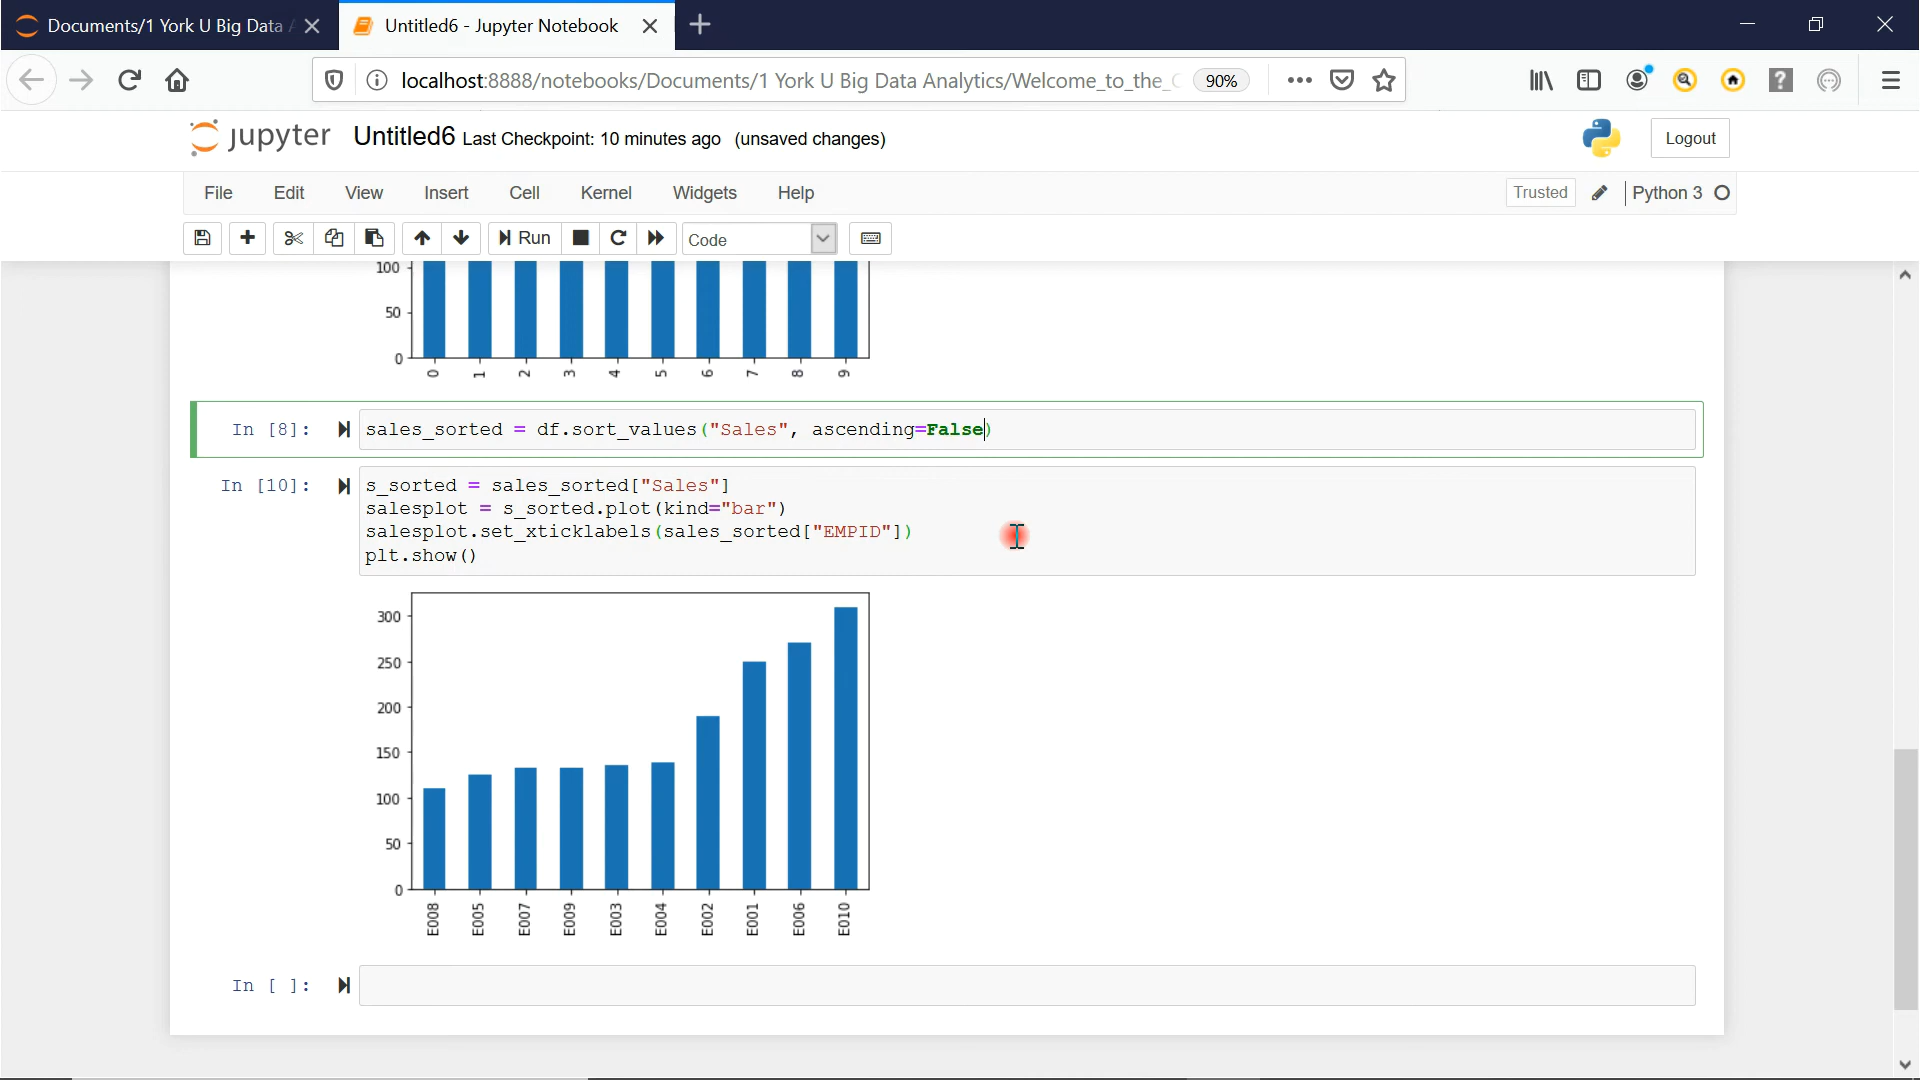 Documents/1 York U Big Data
Untitled6 - Jupyter Notebook
localhost:8888/notebooks/Documents/1 York U Big Data Analytics/Welcome_to_the_
90%
jupyter Untitled6 Last Checkpoint: 10 minutes ago (unsaved changes)
Logout
File Edit View Insert Cell Kernel Widgets Help
Trusted
Python 3
Run
Code
100
50
0
0 1 2 3 4 5 6 7 8 9
In [8]: sales_sorted = df.sort_values("Sales", ascending=False)
In [10]: s_sorted = sales_sorted["Sales"]
salesplot = s_sorted.plot(kind="bar")
salesplot.set_xticklabels(sales_sorted["EMPID"])
plt.show()
300
250
200
150
100
50
0
E008 E005 E007 E009 E003 E004 E002 E001 E006 E010
In [ ]: